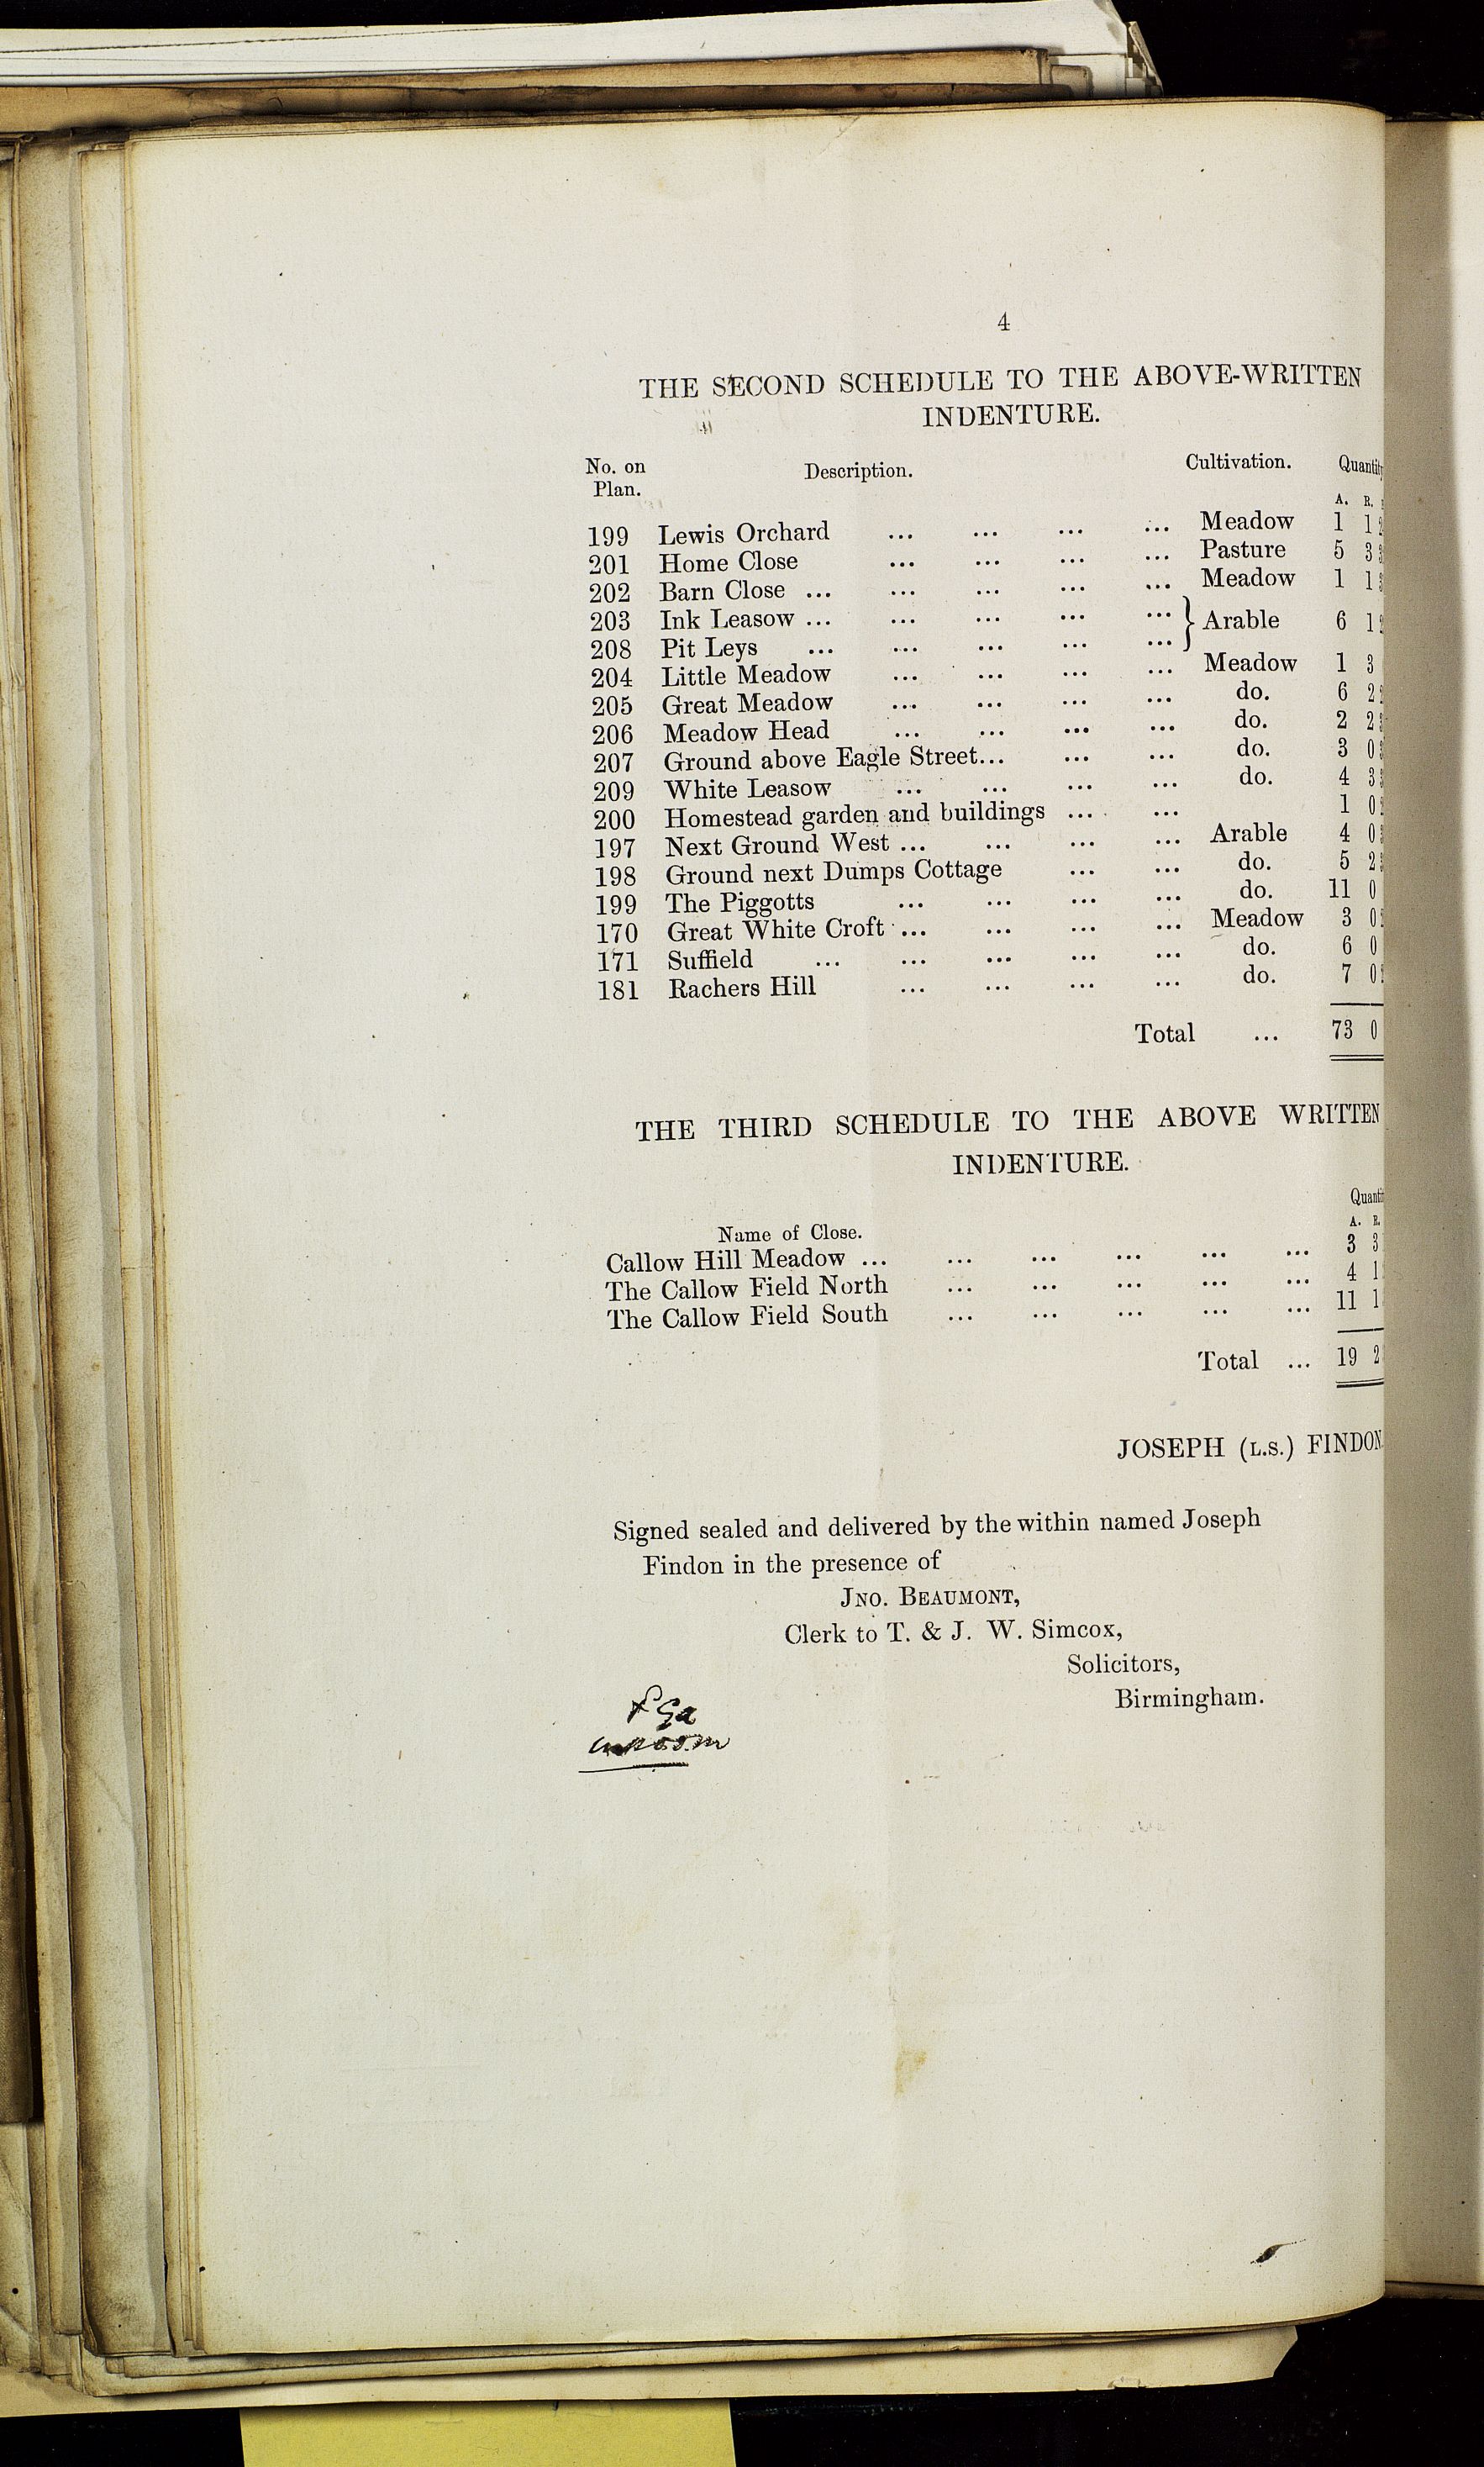 4
THE SECOND SCHEDULE TO THE ABOVE-WRITTEN
INDENTURE.
No. on Plan. Description. Cultivation. Quantity
A. R.
199 Lewis Orchard ... ... ... ... Meadow 1 1
201 Home Close ... ... ... ... Pasture 5 3
202 Barn Close ... ... ... ... ... Meadow 1 1
203 Ink Leasow ... ... ... ... ... } Arable 6 1
208 Pit Leys ... ... ... ... ...
204 Little Meadow ... ... ... ... Meadow 1 3
205 Great Meadow ... ... ... ... do. 6 2
206 Meadow Head ... ... ... ... do. 2 2
207 Ground above Eagle Street... ... ... do. 3 0
209 White Leasow ... ... ... ... do. 4 3
200 Homestead garden and buildings ... ... 1 0
197 Next Ground West ... ... ... ... Arable 4 0
198 Ground next Dumps Cottage ... ... do. 5 2
199 The Piggotts ... ... ... ... do. 11 0
170 Great White Croft ... ... ... ... Meadow 3 0
171 Suffield ... ... ... ... ... do. 6 0
181 Rachers Hill ... ... ... ... do. 7 0
Total ... 73 0
THE THIRD SCHEDULE TO THE ABOVE WRITTEN
INDENTURE.
Quanti
Name of Close. A. R.
Callow Hill Meadow ... ... ... ... ... ... 3 3
The Callow Field North ... ... ... ... ... 4 1
The Callow Field South ... ... ... ... ... 11 1
Total ... 19 2
JOSEPH (L.S.) FINDON
Signed sealed and delivered by the within named Joseph
Findon in the presence of
JNO. BEAUMONT,
Clerk to T. & J. W. Simcox,
Solicitors,
Birmingham.